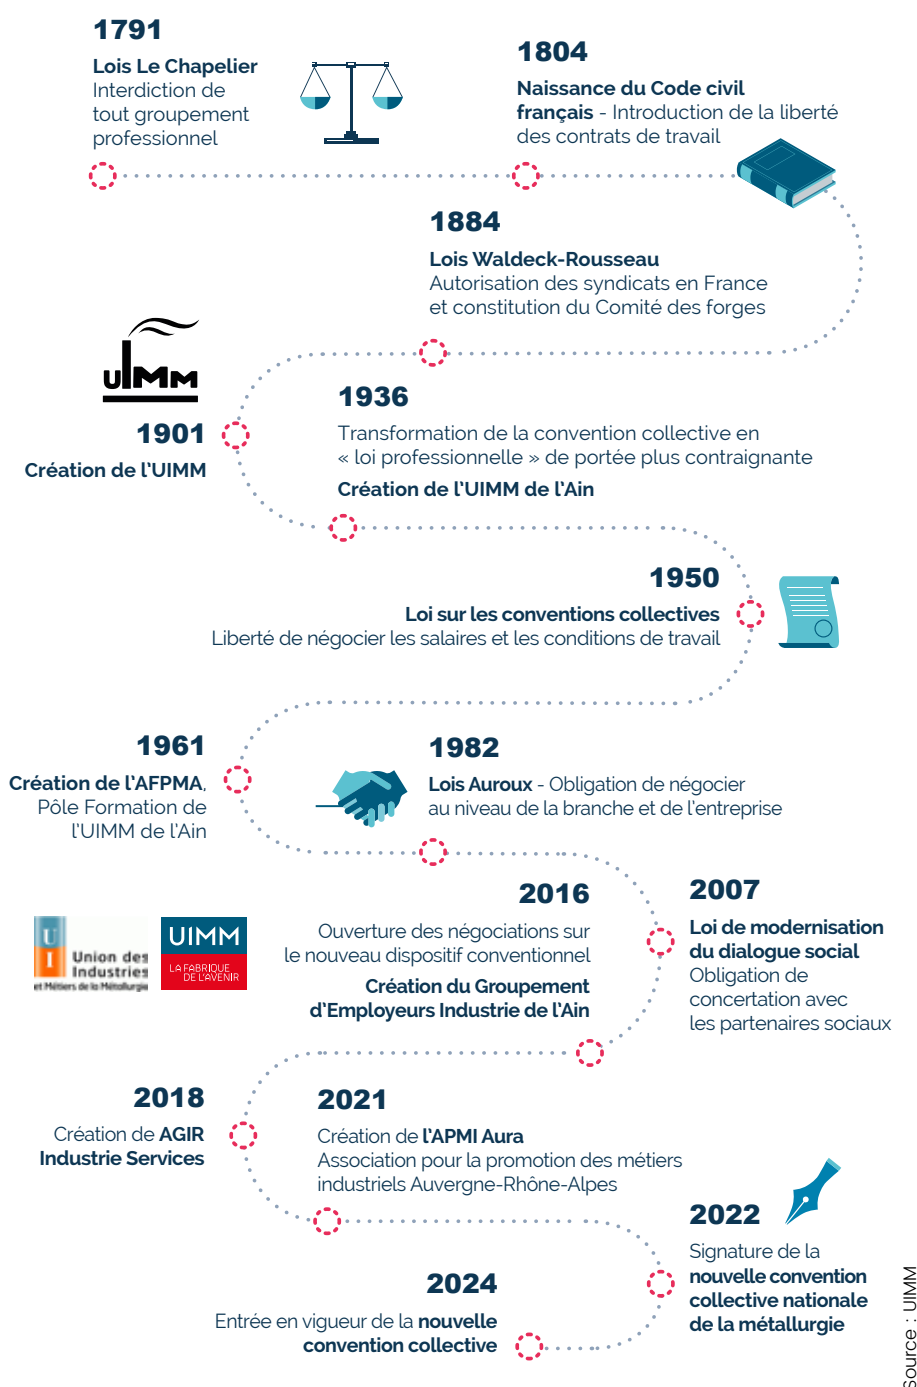 1791
Lois Le Chapelier
Interdiction de
tout groupement
professionnel
1804
Naissance du Code civil
français - Introduction de la liberté
des contrats de travail
1884
Lois Waldeck-Rousseau
Autorisation des syndicats en France
et constitution du Comité des forges
UIMM
1901
Création de l'UIMM
1936
Transformation de la convention collective en
« loi professionnelle » de portée plus contraignante
Création de l'UIMM de l'Ain
1950
Loi sur les conventions collectives
Liberté de négocier les salaires et les conditions de travail
1961
Création de l'AFPMA,
Pôle Formation de
l'UIMM de l'Ain
1982
Lois Auroux - Obligation de négocier
au niveau de la branche et de l'entreprise
2007
Loi de modernisation
du dialogue social
Obligation de
concertation avec
les partenaires sociaux
2016
Ouverture des négociations sur
le nouveau dispositif conventionnel
Création du Groupement
d'Employeurs Industrie de l'Ain
UI
Union des
Industries
et Métiers de la Métallurgie
UIMM
LA FABRIQUE
DE L'AVENIR
2018
Création de AGIR
Industrie Services
2021
Création de l'APMI Aura
Association pour la promotion des métiers
industriels Auvergne-Rhône-Alpes
2022
Signature de la
nouvelle convention
collective nationale
de la métallurgie
2024
Entrée en vigueur de la nouvelle
convention collective
Source : UIMM